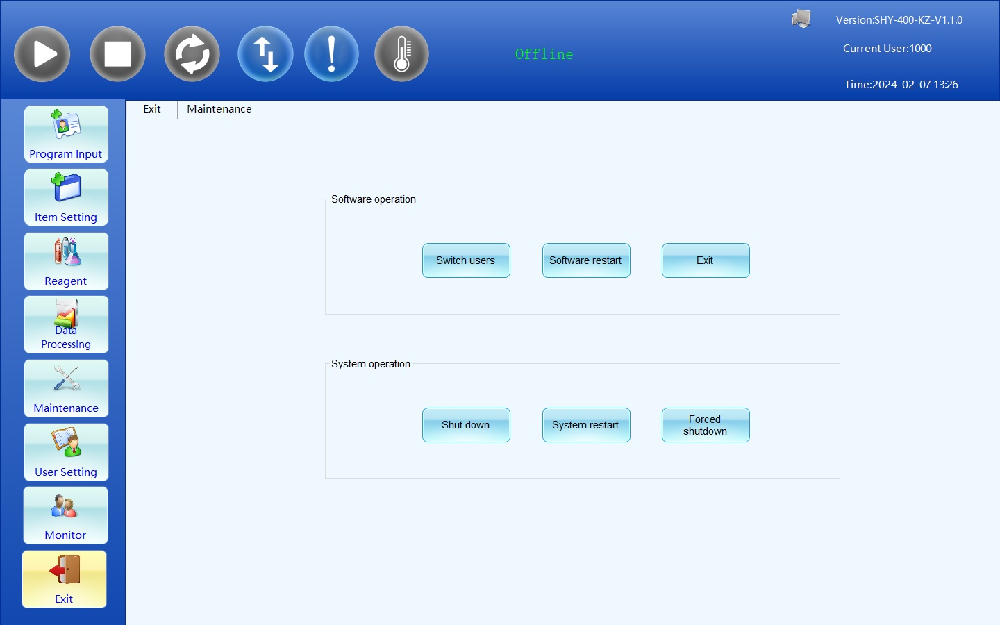 Version:SHY-400-KZ-V1.1.0
Offline
Current User:1000
Time:2024-02-07 13:26
Exit
Maintenance
Program Input
Item Setting
Reagent
Data
Processing
Maintenance
User Setting
Monitor
Exit
Software operation
Switch users
Software restart
Exit
System operation
Shut down
System restart
Forced
shutdown